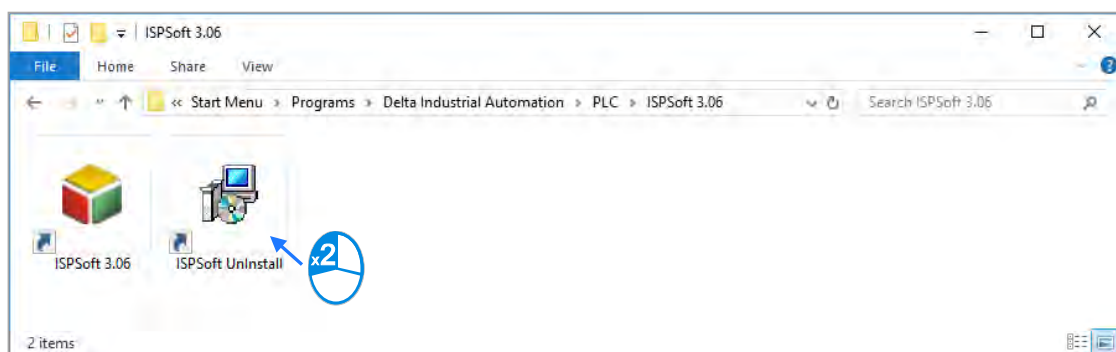 ISPSoft 3.06
File Home Share View
?
« Start Menu > Programs > Delta Industrial Automation > PLC > ISPSoft 3.06 Search ISPSoft 3.06
x2
ISPSoft 3.06 ISPSoft UnInstall
2 items